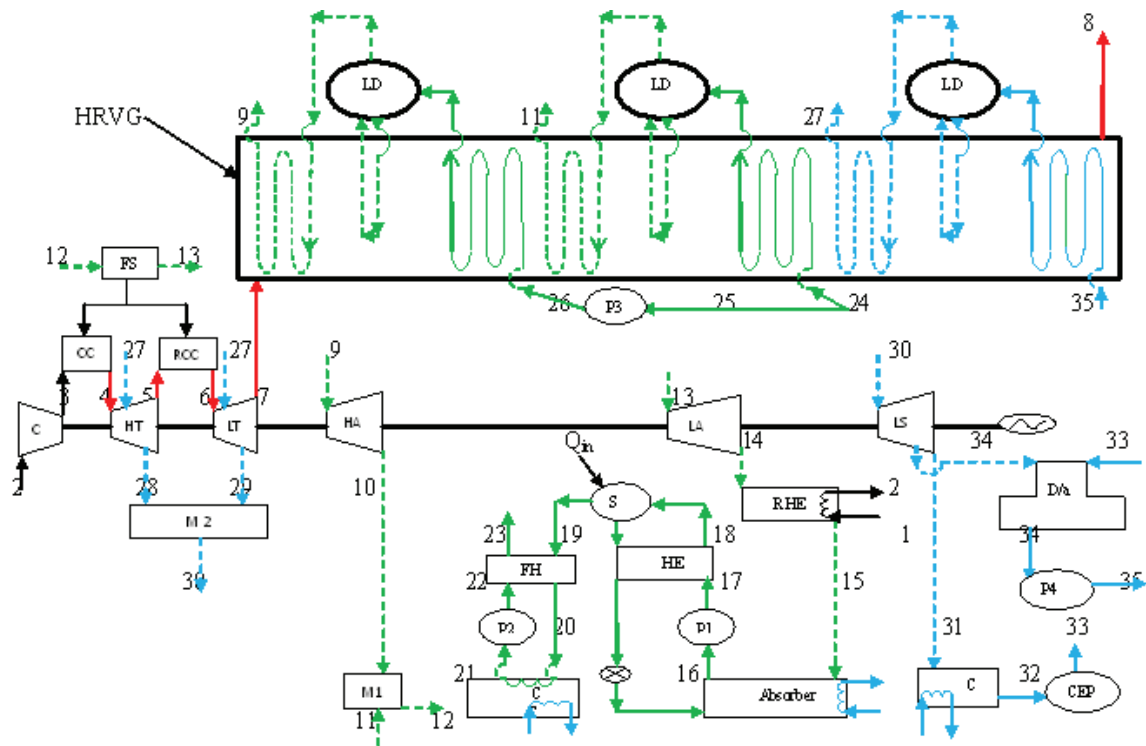 8
LD
LD
LD
9
11
27
HRVG
12
FS
13
26
P3
25
24
35
CC
27
RCC
27
9
30
3
4
5
6
7
C
HT
LT
HA
13
LA
LS
14
34
33
2
Qin
28
29
10
S
RHE
2
D/a
M 2
23
19
18
1
34
FH
HE
15
22
17
P4
35
30
P2
20
P1
31
33
21
16
M1
C
Absorber
C
32
CEP
11
12